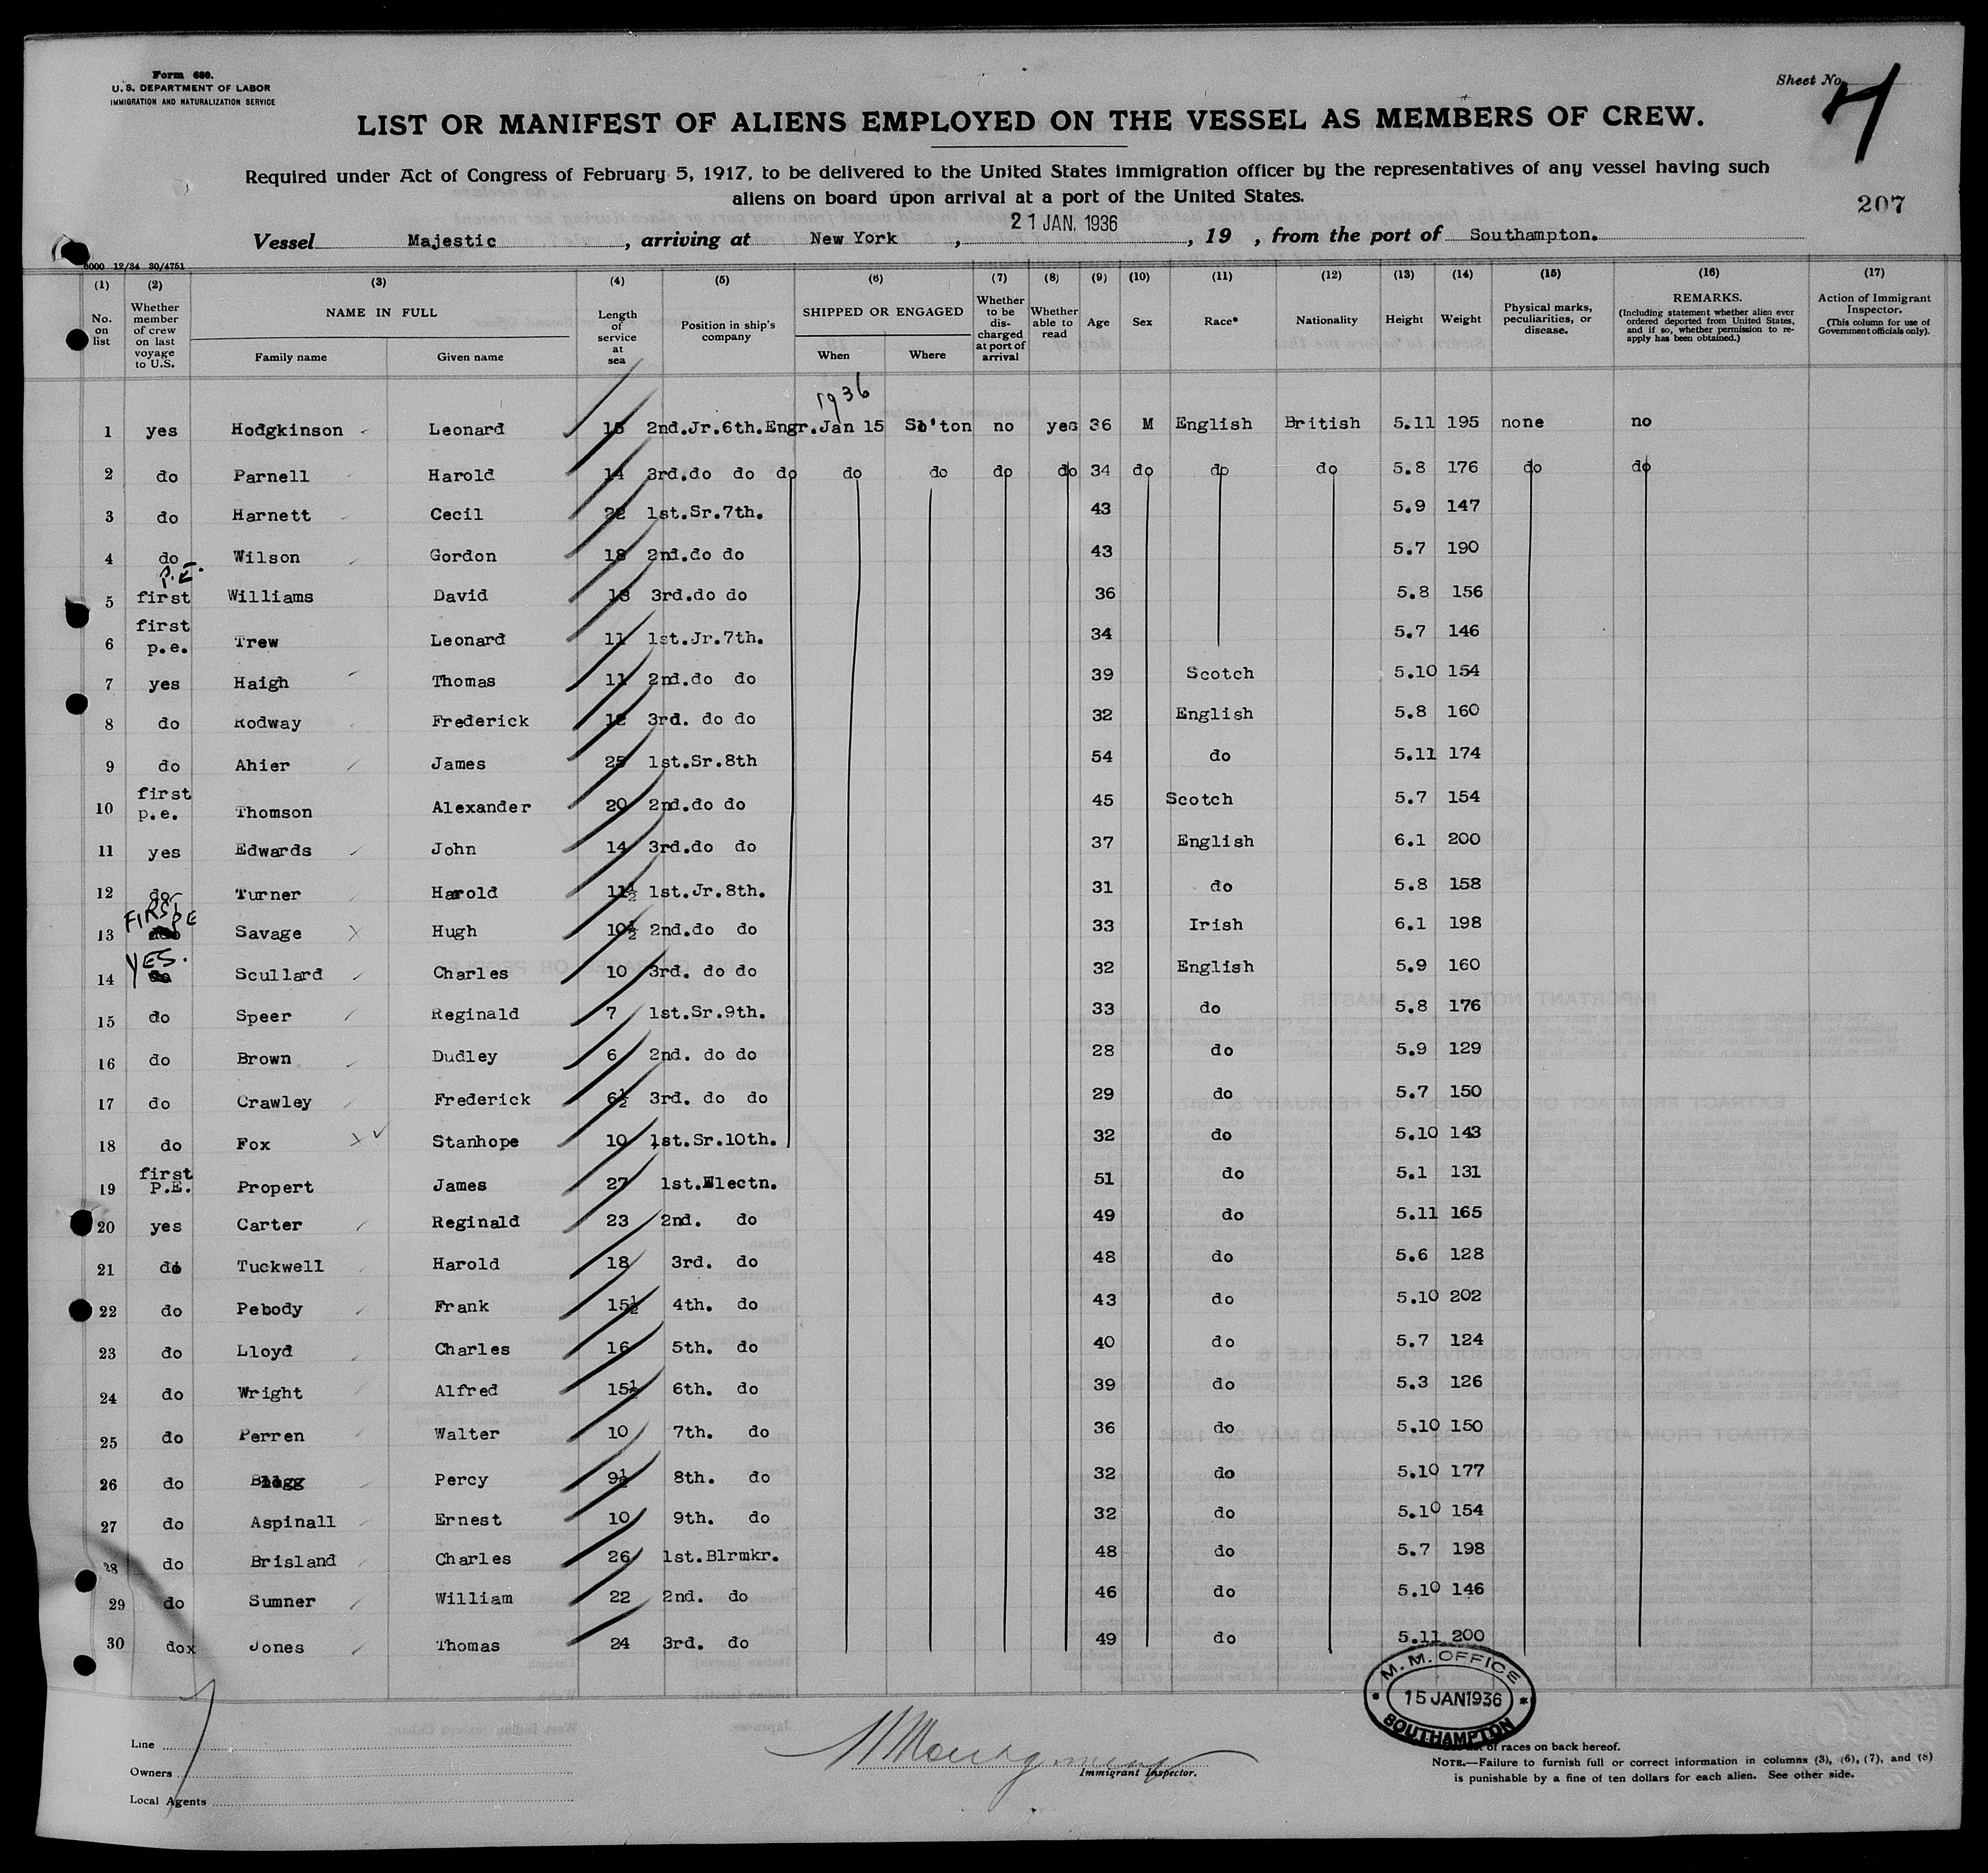 Form 680.
U. S. DEPARTMENT OF LABOR
IMMIGRATION AND NATURALIZATION SERVICE
Sheet No.
LIST OR MANIFEST OF ALIENS EMPLOYED ON THE VESSEL AS MEMBERS OF CREW.
Required under Act of Congress of February 5, 1917, to be delivered to the United States immigration officer by the representatives of any vessel having such
aliens on board upon arrival at a port of the United States.
207
Vessel Majestic , arriving at New York , 21 JAN. 1936 , 19 , from the port of Southampton.
6000 12/34 30/4751
(1) (2) (3) (4) (5) (6) (7) (8) (9) (10) (11) (12) (13) (14) (15) (16) (17)
No. on list
Whether member of crew on last voyage to U.S.
NAME IN FULL
Family name Given name
Length of service at sea
Position in ship's company
SHIPPED OR ENGAGED
When Where
Whether to be discharged at port of arrival
Whether able to read
Age Sex Race* Nationality Height Weight
Physical marks, peculiarities, or disease.
REMARKS.
(Including statement whether alien ever ordered deported from United States, and if so, whether permission to re-apply has been obtained.)
Action of Immigrant Inspector.
(This column for use of Government officials only).
1936
1 yes Hodgkinson Leonard 15 2nd.Jr.6th.Engr. Jan 15 So'ton no yes 36 M English British 5.11 195 none no
2 do Parnell Harold 14 3rd.do do do do do do do 34 do do do 5.8 176 do do
3 do Harnett Cecil 22 1st.Sr.7th. 43 5.9 147
4 do Wilson Gordon 18 2nd.do do 43 5.7 190
5 P.E. first Williams David 18 3rd.do do 36 5.8 156
6 first p.e. Trew Leonard 11 1st.Jr.7th. 34 5.7 146
7 yes Haigh Thomas 11 2nd.do do 39 Scotch 5.10 154
8 do Rodway Frederick 12 3rd. do do 32 English 5.8 160
9 do Ahier James 25 1st.Sr.8th 54 do 5.11 174
10 first p.e. Thomson Alexander 20 2nd.do do 45 Scotch 5.7 154
11 yes Edwards John 14 3rd.do do 37 English 6.1 200
12 do Turner Harold 11½ 1st.Jr.8th. 31 do 5.8 158
13 FIRST PE Savage Hugh 10½ 2nd.do do 33 Irish 6.1 198
14 YES. Scullard Charles 10 3rd. do do 32 English 5.9 160
15 do Speer Reginald 7 1st.Sr.9th. 33 do 5.8 176
16 do Brown Dudley 6 2nd. do do 28 do 5.9 129
17 do Crawley Frederick 6½ 3rd. do do 29 do 5.7 150
18 do Fox Stanhope 10 1st.Sr.10th. 32 do 5.10 143
19 first P.E. Propert James 27 1st.Electn. 51 do 5.1 131
20 yes Carter Reginald 23 2nd. do 49 do 5.11 165
21 do Tuckwell Harold 18 3rd. do 48 do 5.6 128
22 do Pebody Frank 15½ 4th. do 43 do 5.10 202
23 do Lloyd Charles 16 5th. do 40 do 5.7 124
24 do Wright Alfred 15½ 6th. do 39 do 5.3 126
25 do Perren Walter 10 7th. do 36 do 5.10 150
26 do Percy 9½ 8th. do 32 do 5.10 177
27 do Aspinall Ernest 10 9th. do 32 do 5.10 154
28 do Brisland Charles 26 1st.Blrmkr. 48 do 5.7 198
29 do Sumner William 22 2nd. do 46 do 5.10 146
30 dox Jones Thomas 24 3rd. do 49 do 5.11 200
M. M. OFFICE
15 JAN 1936
SOUTHAMPTON
Line
Owners
Local Agents
Montgomery
Immigrant Inspector.
of races on back hereof.
NOTE.—Failure to furnish full or correct information in columns (3), (6), (7), and (8)
is punishable by a fine of ten dollars for each alien. See other side.